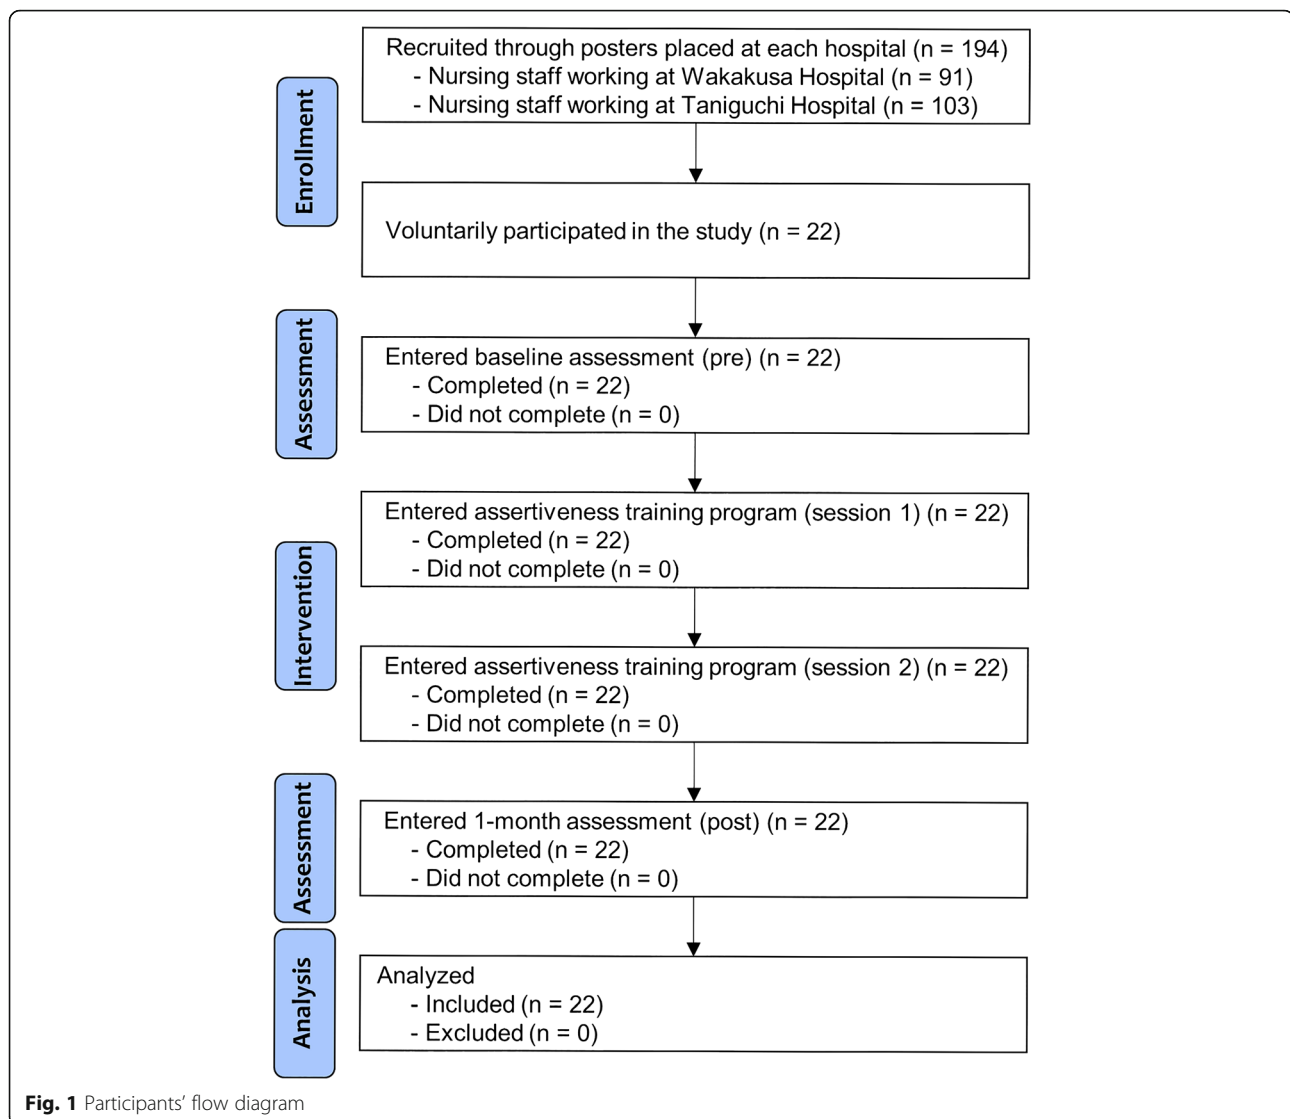 Enrollment
Recruited through posters placed at each hospital (n = 194)
- Nursing staff working at Wakakusa Hospital (n = 91)
- Nursing staff working at Taniguchi Hospital (n = 103)
Voluntarily participated in the study (n = 22)
Assessment
Entered baseline assessment (pre) (n = 22)
- Completed (n = 22)
- Did not complete (n = 0)
Intervention
Entered assertiveness training program (session 1) (n = 22)
- Completed (n = 22)
- Did not complete (n = 0)
Entered assertiveness training program (session 2) (n = 22)
- Completed (n = 22)
- Did not complete (n = 0)
Assessment
Entered 1-month assessment (post) (n = 22)
- Completed (n = 22)
- Did not complete (n = 0)
Analysis
Analyzed
- Included (n = 22)
- Excluded (n = 0)
Fig. 1 Participants’ flow diagram